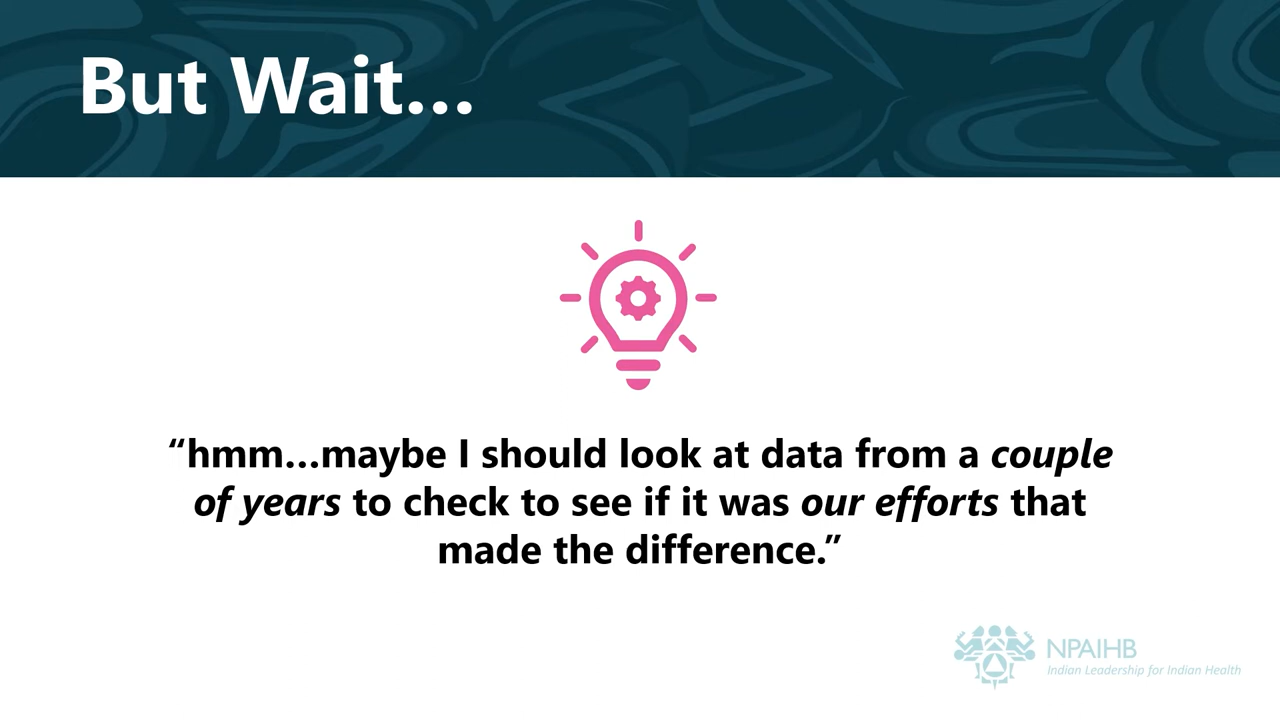 But Wait...
“hmm...maybe I should look at data from a couple
of years to check to see if it was our efforts that
made the difference.”
NPAIHB
Indian Leadership for Indian Health